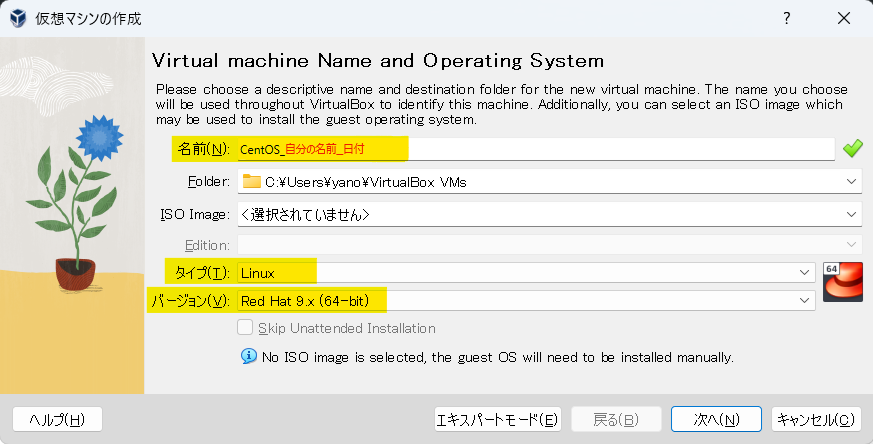 仮想マシンの作成
? ×
Virtual machine Name and Operating System
Please choose a descriptive name and destination folder for the new virtual machine. The name you choose
will be used throughout VirtualBox to identify this machine. Additionally, you can select an ISO image which
may be used to install the guest operating system.
名前(N): CentOS_自分の名前_日付
Folder: C:¥Users¥yano¥VirtualBox VMs
ISO Image: <選択されていません>
Edition:
タイプ(T): Linux
64
バージョン(V): Red Hat 9.x (64-bit)
Skip Unattended Installation
No ISO image is selected, the guest OS will need to be installed manually.
ヘルプ(H) エキスパートモード(E) 戻る(B) 次へ(N) キャンセル(C)